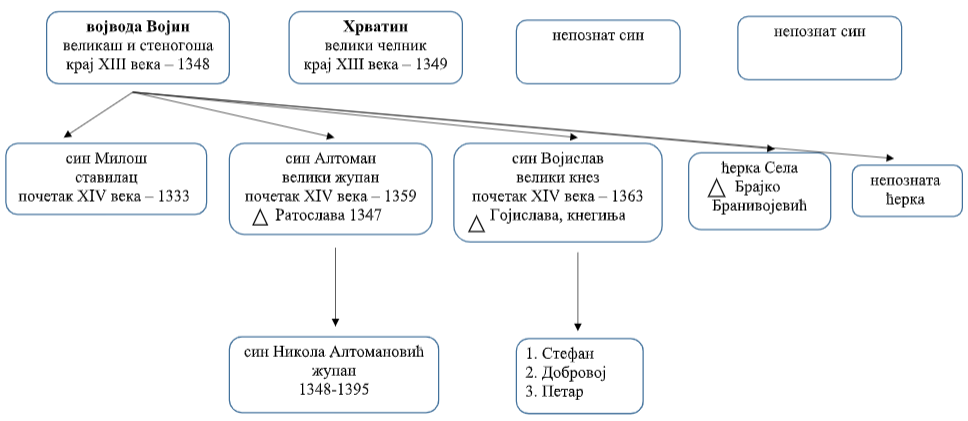 војвода Војин
великаш и стеногоша
крај XIII века – 1348
Хрватин
велики челник
крај XIII века – 1349
непознат син
непознат син
син Милош
ставилац
почетак XIV века – 1333
син Алтоман
велики жупан
почетак XIV века – 1359
Ратослава 1347
син Војислав
велики кнез
почетак XIV века – 1363
Гојислава, кнегиња
ћерка Села
Брајко
Бранивојевић
непозната
ћерка
син Никола Алтомановић
жупан
1348-1395
1. Стефан
2. Добровој
3. Петар